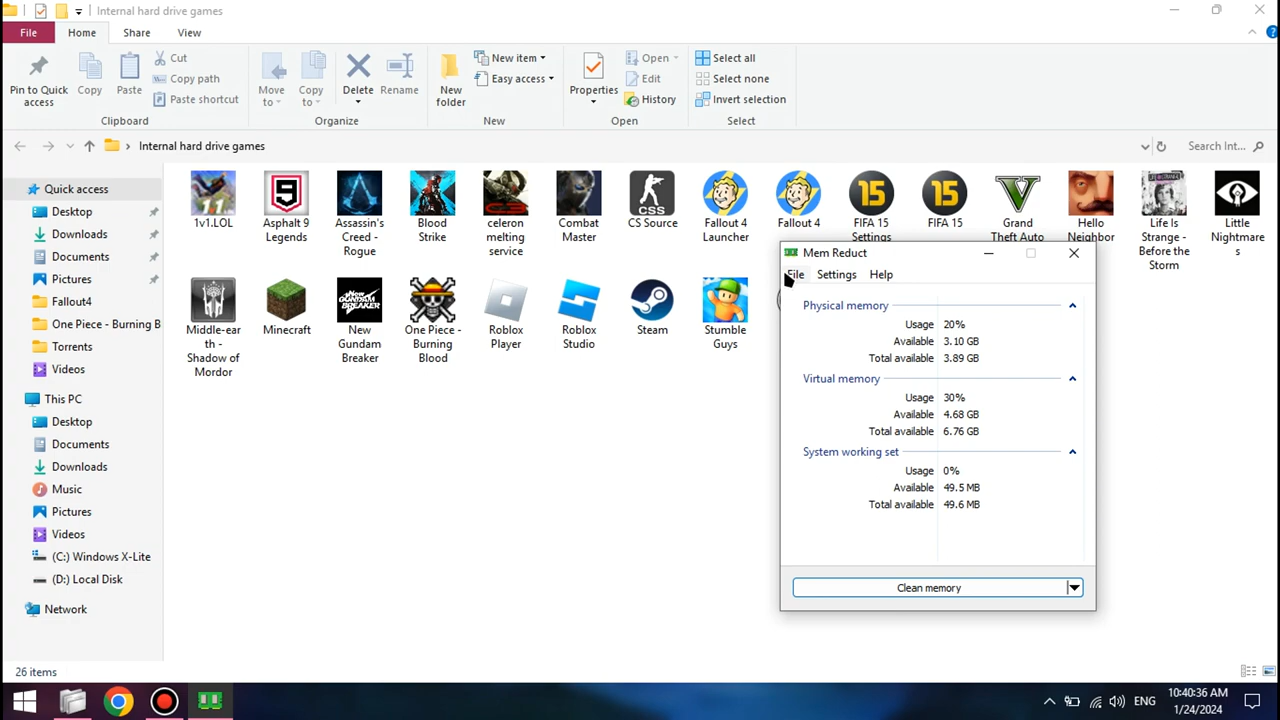 Internal hard drive games
File
Home
Share
View
Pin to Quick
access
Copy
Paste
Cut
Copy path
Paste shortcut
Clipboard
Move
to
Copy
to
Delete
Rename
Organize
New
folder
New item
Easy access
New
Properties
Open
Edit
History
Open
Select all
Select none
Invert selection
Select
Internal hard drive games
Search Int...
Quick access
Desktop
Downloads
Documents
Pictures
Fallout4
One Piece - Burning B
Torrents
Videos
This PC
Desktop
Documents
Downloads
Music
Pictures
Videos
(C:) Windows X-Lite
(D:) Local Disk
Network
1v1.LOL
Asphalt 9
Legends
Assassin's
Creed -
Rogue
Blood
Strike
celeron
melting
service
Combat
Master
CSS
CS Source
Fallout 4
Launcher
Fallout 4
15
FIFA 15
Settings
15
FIFA 15
Grand
Theft Auto
Hello
Neighbor
Life Is
Strange -
Before the
Storm
Little
Nightmare
s
Middle-ear
th -
Shadow of
Mordor
Minecraft
New
Gundam
Breaker
One Piece -
Burning
Blood
Roblox
Player
Roblox
Studio
Steam
Stumble
Guys
Mem Reduct
File
Settings
Help
Physical memory
Usage 20%
Available 3.10 GB
Total available 3.89 GB
Virtual memory
Usage 30%
Available 4.68 GB
Total available 6.76 GB
System working set
Usage 0%
Available 49.5 MB
Total available 49.6 MB
Clean memory
26 items
ENG
10:40:36 AM
1/24/2024